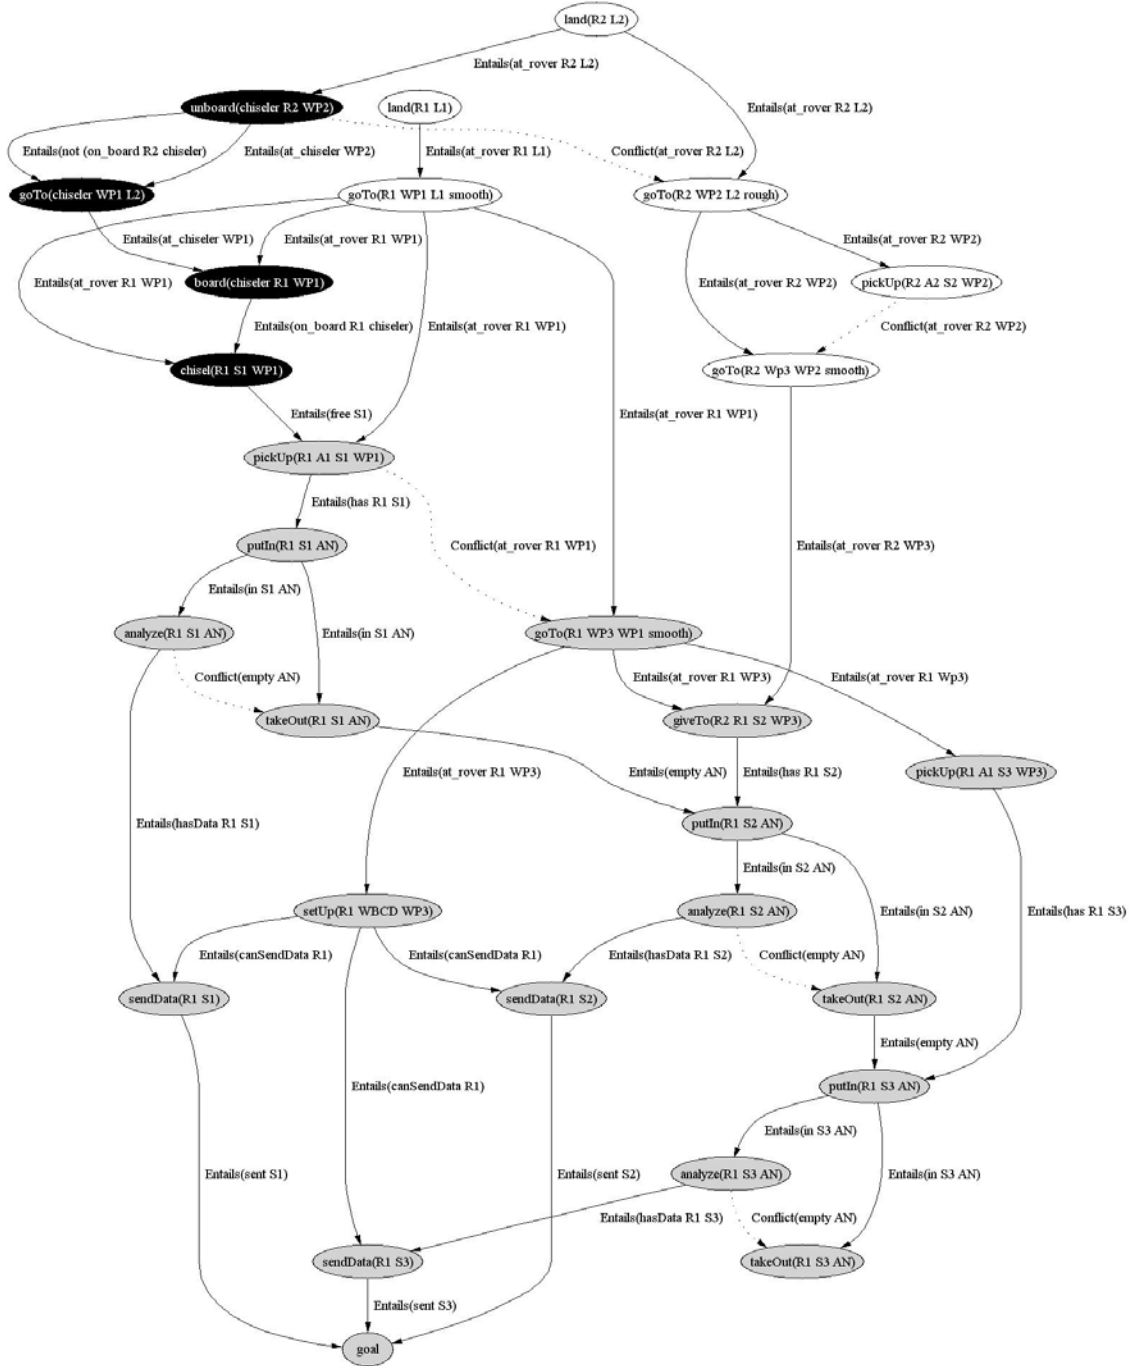 land(R2 L2)
Entails(at_rover R2 L2)
unboard(chiseler R2 WP2)
land(R1 L1)
Entails(at_rover R2 L2)
Entails(not (on_board R2 chiseler)
Entails(at_chiseler WP2)
Entails(at_rover R1 L1)
Conflict(at_rover R2 L2)
goTo(chiseler WP1 L2)
goTo(R1 WP1 L1 smooth)
goTo(R2 WP2 L2 rough)
Entails(at_chiseler WP1)
Entails(at_rover R1 WP1)
Entails(at_rover R2 WP2)
Entails(at_rover R1 WP1)
board(chiseler R1 WP1)
Entails(at_rover R2 WP2)
pickUp(R2 A2 S2 WP2)
Entails(on_board R1 chiseler)
Entails(at_rover R1 WP1)
Conflict(at_rover R2 WP2)
chisel(R1 S1 WP1)
goTo(R2 Wp3 WP2 smooth)
Entails(free S1)
Entails(at_rover R1 WP1)
pickUp(R1 A1 S1 WP1)
Entails(has R1 S1)
putIn(R1 S1 AN)
Conflict(at_rover R1 WP1)
Entails(at_rover R2 WP3)
Entails(in S1 AN)
analyze(R1 S1 AN)
Entails(in S1 AN)
goTo(R1 WP3 WP1 smooth)
Conflict(empty AN)
Entails(at_rover R1 WP3)
Entails(at_rover R1 Wp3)
takeOut(R1 S1 AN)
giveTo(R2 R1 S2 WP3)
Entails(at_rover R1 WP3)
Entails(empty AN)
Entails(has R1 S2)
pickUp(R1 A1 S3 WP3)
Entails(hasData R1 S1)
putIn(R1 S2 AN)
Entails(in S2 AN)
setUp(R1 WBCD WP3)
analyze(R1 S2 AN)
Entails(in S2 AN)
Entails(has R1 S3)
Entails(canSendData R1)
Entails(canSendData R1)
Entails(hasData R1 S2)
Conflict(empty AN)
sendData(R1 S1)
sendData(R1 S2)
takeOut(R1 S2 AN)
Entails(empty AN)
Entails(canSendData R1)
putIn(R1 S3 AN)
Entails(in S3 AN)
Entails(sent S1)
Entails(sent S2)
analyze(R1 S3 AN)
Entails(in S3 AN)
Entails(hasData R1 S3)
Conflict(empty AN)
sendData(R1 S3)
takeOut(R1 S3 AN)
Entails(sent S3)
goal